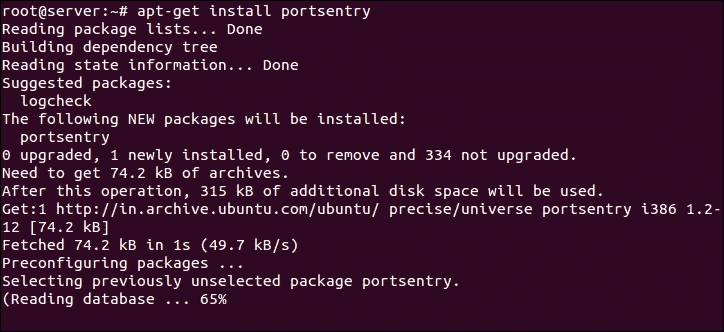 root@server:~# apt-get install portsentry
Reading package lists... Done
Building dependency tree
Reading state information... Done
Suggested packages:
  logcheck
The following NEW packages will be installed:
  portsentry
0 upgraded, 1 newly installed, 0 to remove and 334 not upgraded.
Need to get 74.2 kB of archives.
After this operation, 315 kB of additional disk space will be used.
Get:1 http://in.archive.ubuntu.com/ubuntu/ precise/universe portsentry i386 1.2-
12 [74.2 kB]
Fetched 74.2 kB in 1s (49.7 kB/s)
Preconfiguring packages ...
Selecting previously unselected package portsentry.
(Reading database ... 65%